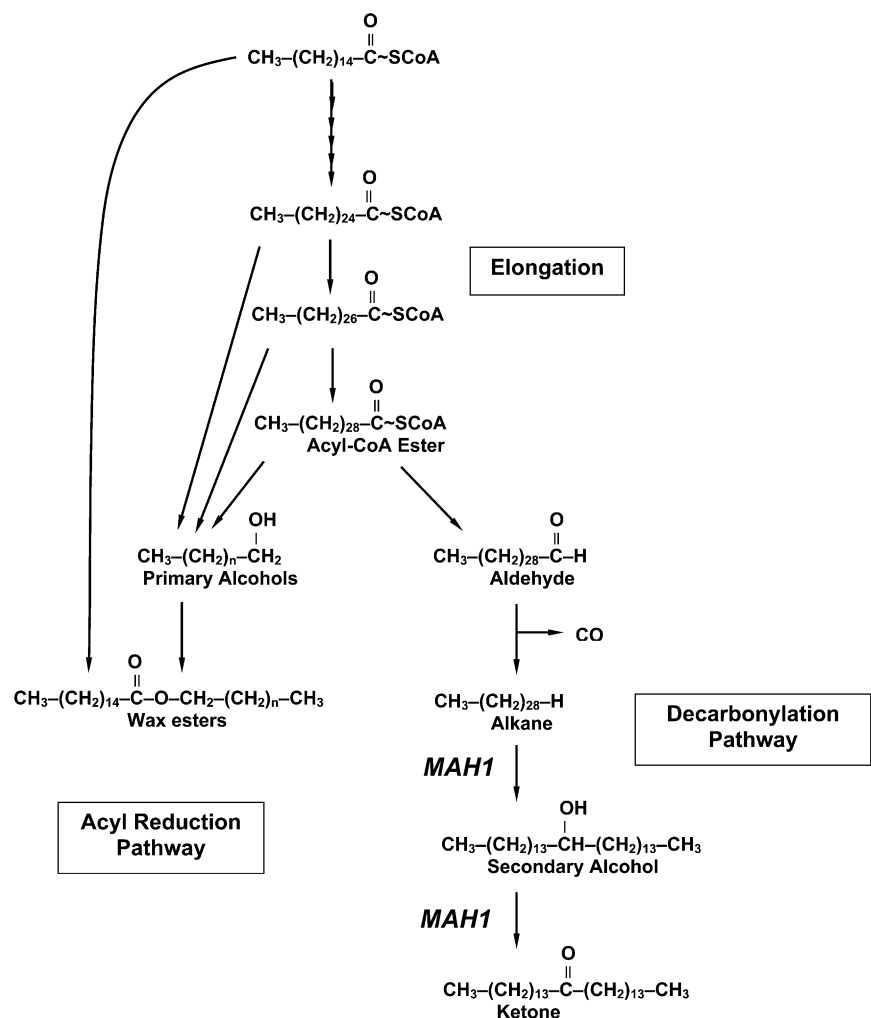 O
CH₃–(CH₂)₁₄–C~SCoA
O
CH₃–(CH₂)₂₄–C~SCoA
Elongation
O
CH₃–(CH₂)₂₆–C~SCoA
O
CH₃–(CH₂)₂₈–C~SCoA
Acyl-CoA Ester
OH
CH₃–(CH₂)ₙ–CH₂
Primary Alcohols
O
CH₃–(CH₂)₂₈–C–H
Aldehyde
CO
O
CH₃–(CH₂)₁₄–C–O–CH₂–(CH₂)ₙ–CH₃
Wax esters
CH₃–(CH₂)₂₈–H
Alkane
Decarbonylation
Pathway
MAH1
Acyl Reduction
Pathway
OH
CH₃–(CH₂)₁₃–CH–(CH₂)₁₃–CH₃
Secondary Alcohol
MAH1
O
CH₃–(CH₂)₁₃–C–(CH₂)₁₃–CH₃
Ketone